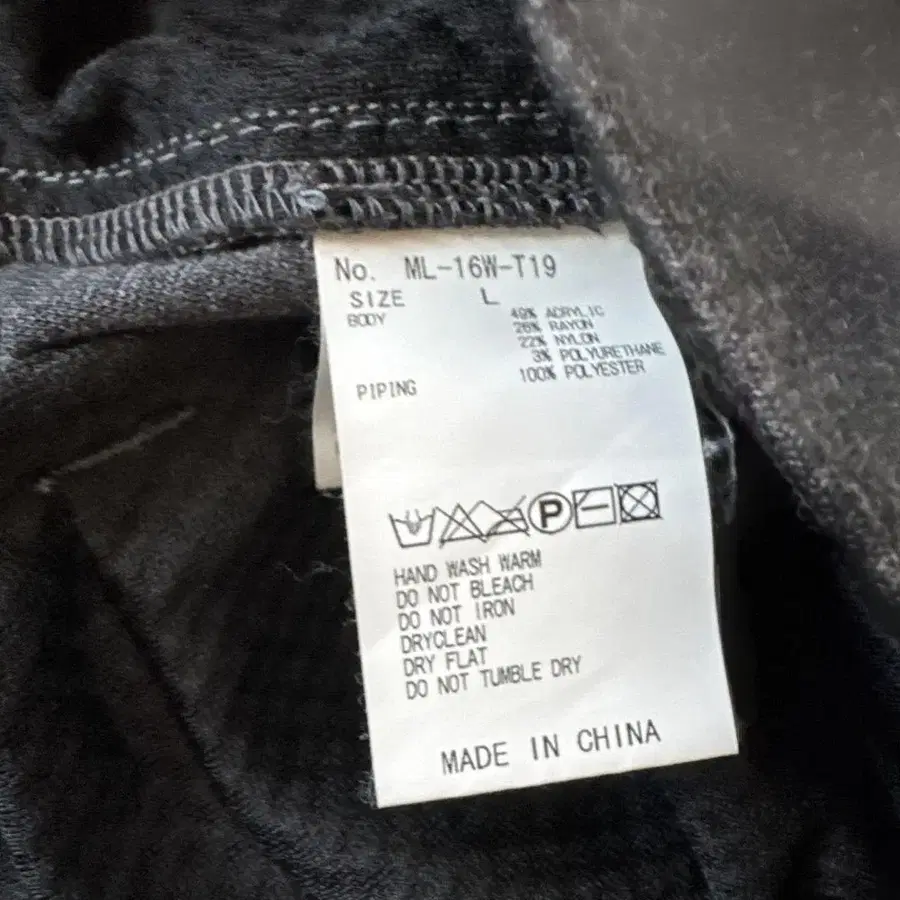 No. ML-16W-T19
SIZE L
BODY 49% ACRYLIC
26% RAYON
22% NYLON
3% POLYURETHANE
PIPING 100% POLYESTER
P
HAND WASH WARM
DO NOT BLEACH
DO NOT IRON
DRYCLEAN
DRY FLAT
DO NOT TUMBLE DRY
MADE IN CHINA